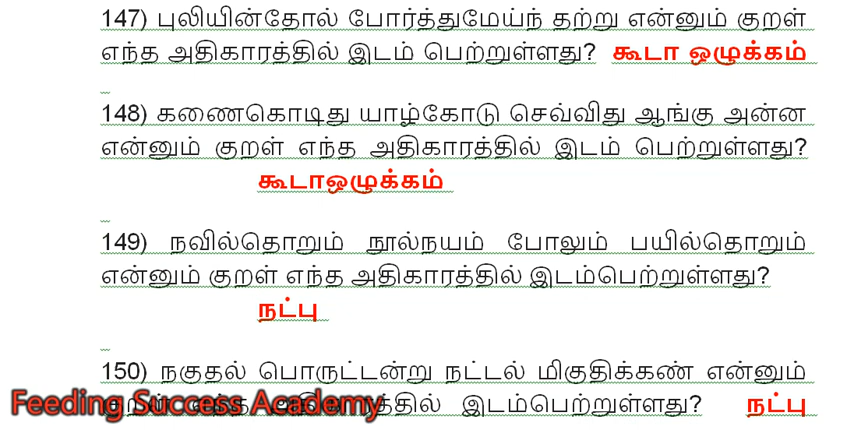 147) புலியின்தோல் போர்த்துமேய்ந் தற்று என்னும் குறள்
எந்த அதிகாரத்தில் இடம் பெற்றுள்ளது? கூடா ஒழுக்கம்
148) கணைகொடிது யாழ்கோடு செவ்விது ஆங்கு அன்ன
என்னும் குறள் எந்த அதிகாரத்தில் இடம் பெற்றுள்ளது?
கூடாஒழுக்கம்
149) நவில்தொறும் நூல்நயம் போலும் பயில்தொறும்
என்னும் குறள் எந்த அதிகாரத்தில் இடம்பெற்றுள்ளது?
நட்பு
150) நகுதல் பொருட்டன்று நட்டல் மிகுதிக்கண் என்னும்
Feeding Success Academy
இடம்பெற்றுள்ளது? நட்பு